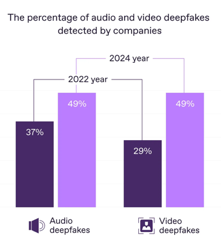 The percentage of audio and video deepfakes
detected by companies
2024 year
2022 year
49%
49%
37%
29%
Audio
deepfakes
Video
deepfakes